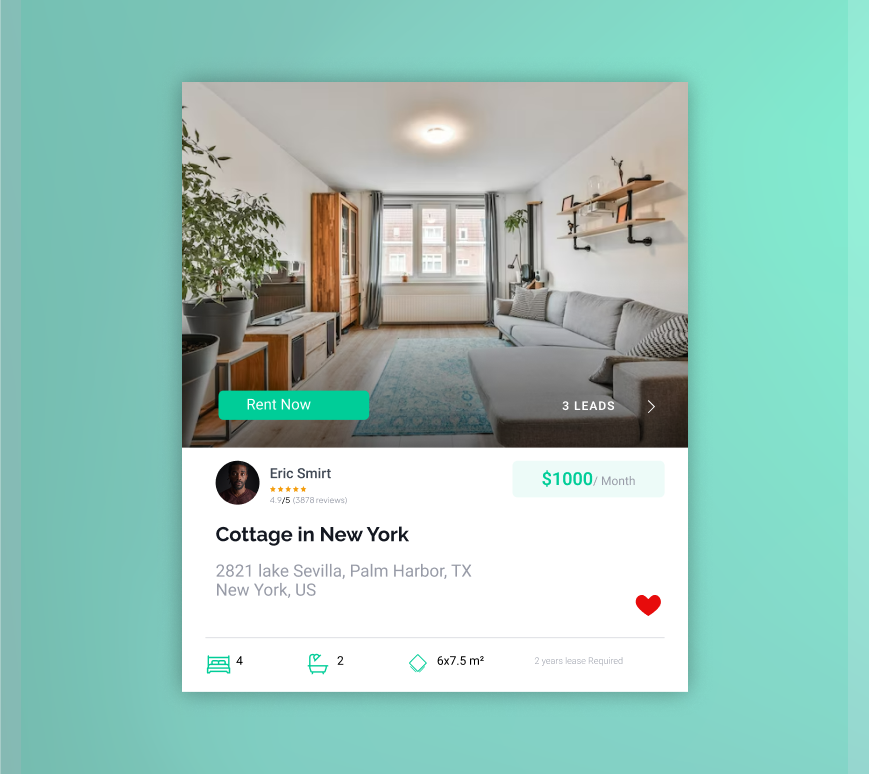 Rent Now
3 LEADS
Eric Smirt
4.9/5 (3878 reviews)
$1000/ Month
Cottage in New York
2821 lake Sevilla, Palm Harbor, TX
New York, US
4
2
6x7.5 m²
2 years lease Required